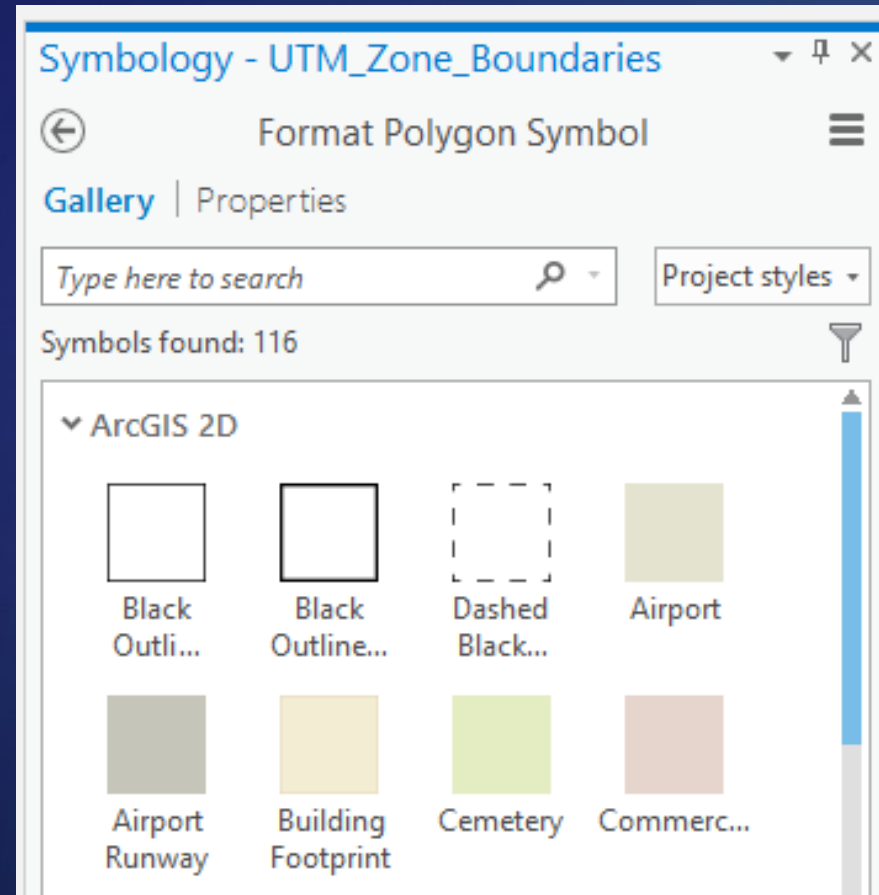 Symbology - UTM_Zone_Boundaries
Format Polygon Symbol
Gallery | Properties
Type here to search
Project styles
Symbols found: 116
ArcGIS 2D
Black Outli...
Black Outline...
Dashed Black...
Airport
Airport Runway
Building Footprint
Cemetery
Commerc...